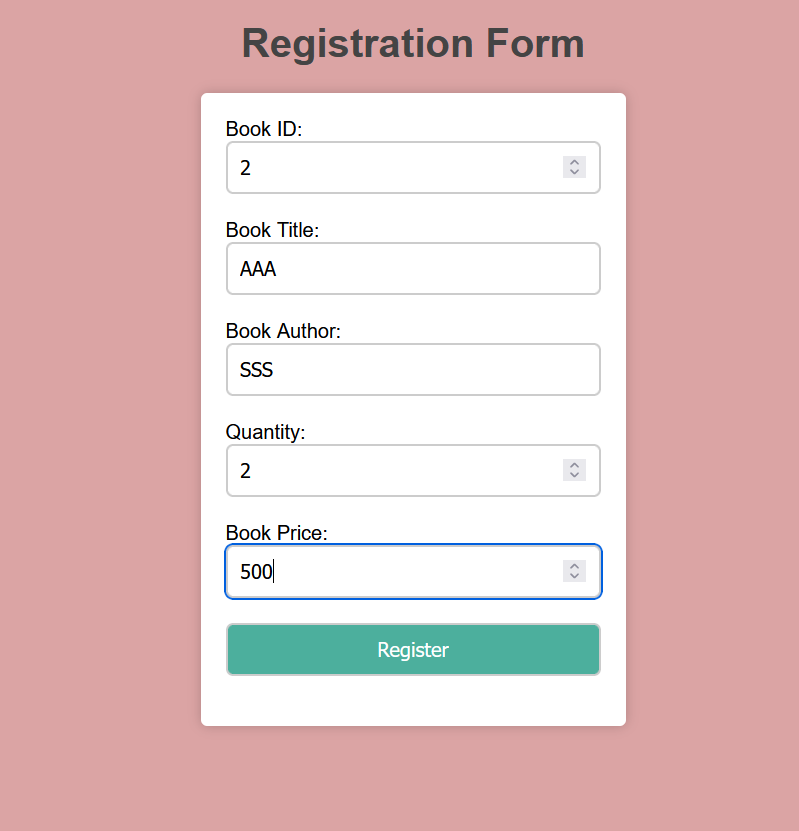 Registration Form
Book ID:
2
Book Title:
AAA
Book Author:
SSS
Quantity:
2
Book Price:
500
Register